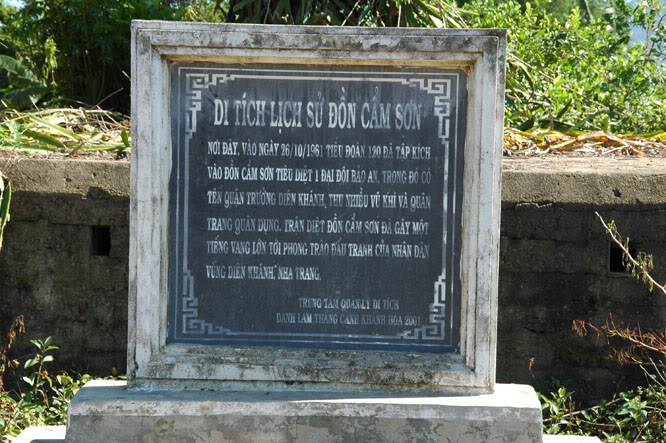 DI TÍCH LỊCH SỬ ĐỒN CẨM SƠN
NƠI ĐÂY, VÀO NGÀY 26/10/1961 TIỂU ĐOÀN 120 ĐÃ TẬP KÍCH
VÀO ĐỒN CẨM SƠN TIÊU DIỆT 1 ĐẠI ĐỘI BẢO AN, TRONG ĐÓ CÓ
TÊN QUẬN TRƯỞNG DIÊN KHÁNH, THU NHIỀU VŨ KHÍ VÀ QUÂN
TRANG QUÂN DỤNG. TRẬN DIỆT ĐỒN CẨM SƠN ĐÃ GÂY MỘT
TIẾNG VANG LỚN TỚI PHONG TRÀO ĐẤU TRANH CỦA NHÂN DÂN
VÙNG DIÊN KHÁNH, NHA TRANG.
TRUNG TÂM QUẢN LÝ DI TÍCH
DANH LAM THẮNG CẢNH KHÁNH HÒA 2001